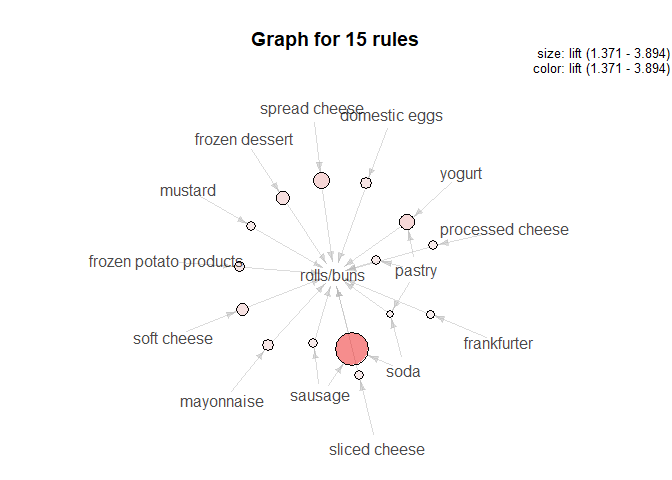 Graph for 15 rules
size: lift (1.371 - 3.894)
color: lift (1.371 - 3.894)
spread cheese
domestic eggs
frozen dessert
yogurt
mustard
processed cheese
frozen potato products
pastry
rolls/buns
soft cheese
frankfurter
soda
sausage
mayonnaise
sliced cheese